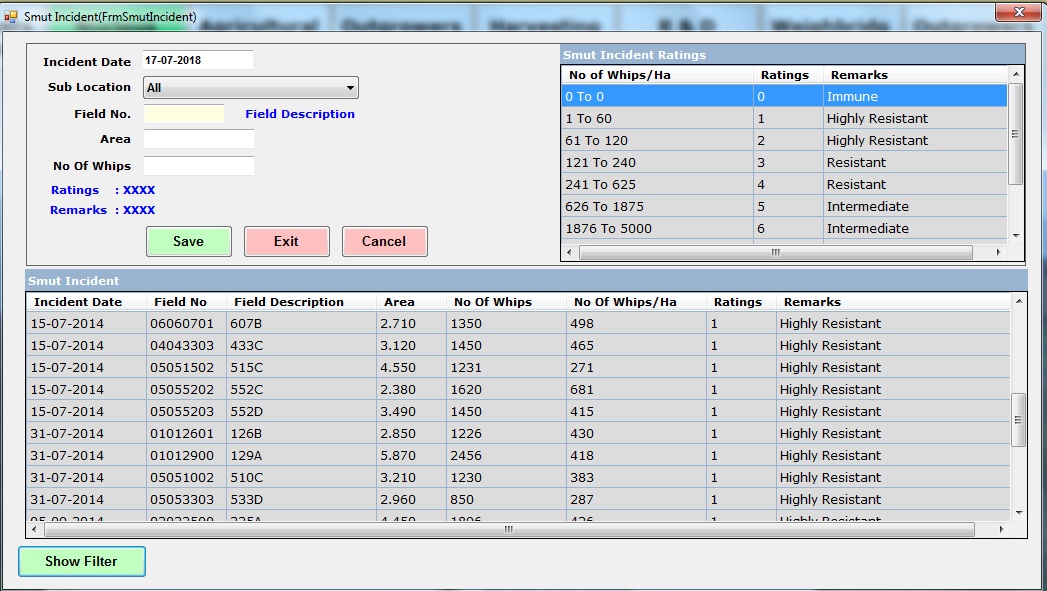 Smut Incident(FrmSmutIncident)
Agricultural Outgrowers Harvesting R & D Weighbridge Outgrowers
Incident Date 17-07-2018
Sub Location All
Field No. Field Description
Area
No Of Whips
Ratings : XXXX
Remarks : XXXX
Save Exit Cancel
Smut Incident Ratings
No of Whips/Ha Ratings Remarks
0 To 0 0 Immune
1 To 60 1 Highly Resistant
61 To 120 2 Highly Resistant
121 To 240 3 Resistant
241 To 625 4 Resistant
626 To 1875 5 Intermediate
1876 To 5000 6 Intermediate
Smut Incident
Incident Date Field No Field Description Area No Of Whips No Of Whips/Ha Ratings Remarks
15-07-2014 06060701 607B 2.710 1350 498 1 Highly Resistant
15-07-2014 04043303 433C 3.120 1450 465 1 Highly Resistant
15-07-2014 05051502 515C 4.550 1231 271 1 Highly Resistant
15-07-2014 05055202 552C 2.380 1620 681 1 Highly Resistant
15-07-2014 05055203 552D 3.490 1450 415 1 Highly Resistant
31-07-2014 01012601 126B 2.850 1226 430 1 Highly Resistant
31-07-2014 01012900 129A 5.870 2456 418 1 Highly Resistant
31-07-2014 05051002 510C 3.210 1230 383 1 Highly Resistant
31-07-2014 05053303 533D 2.960 850 287 1 Highly Resistant
Highly Resistant
Show Filter